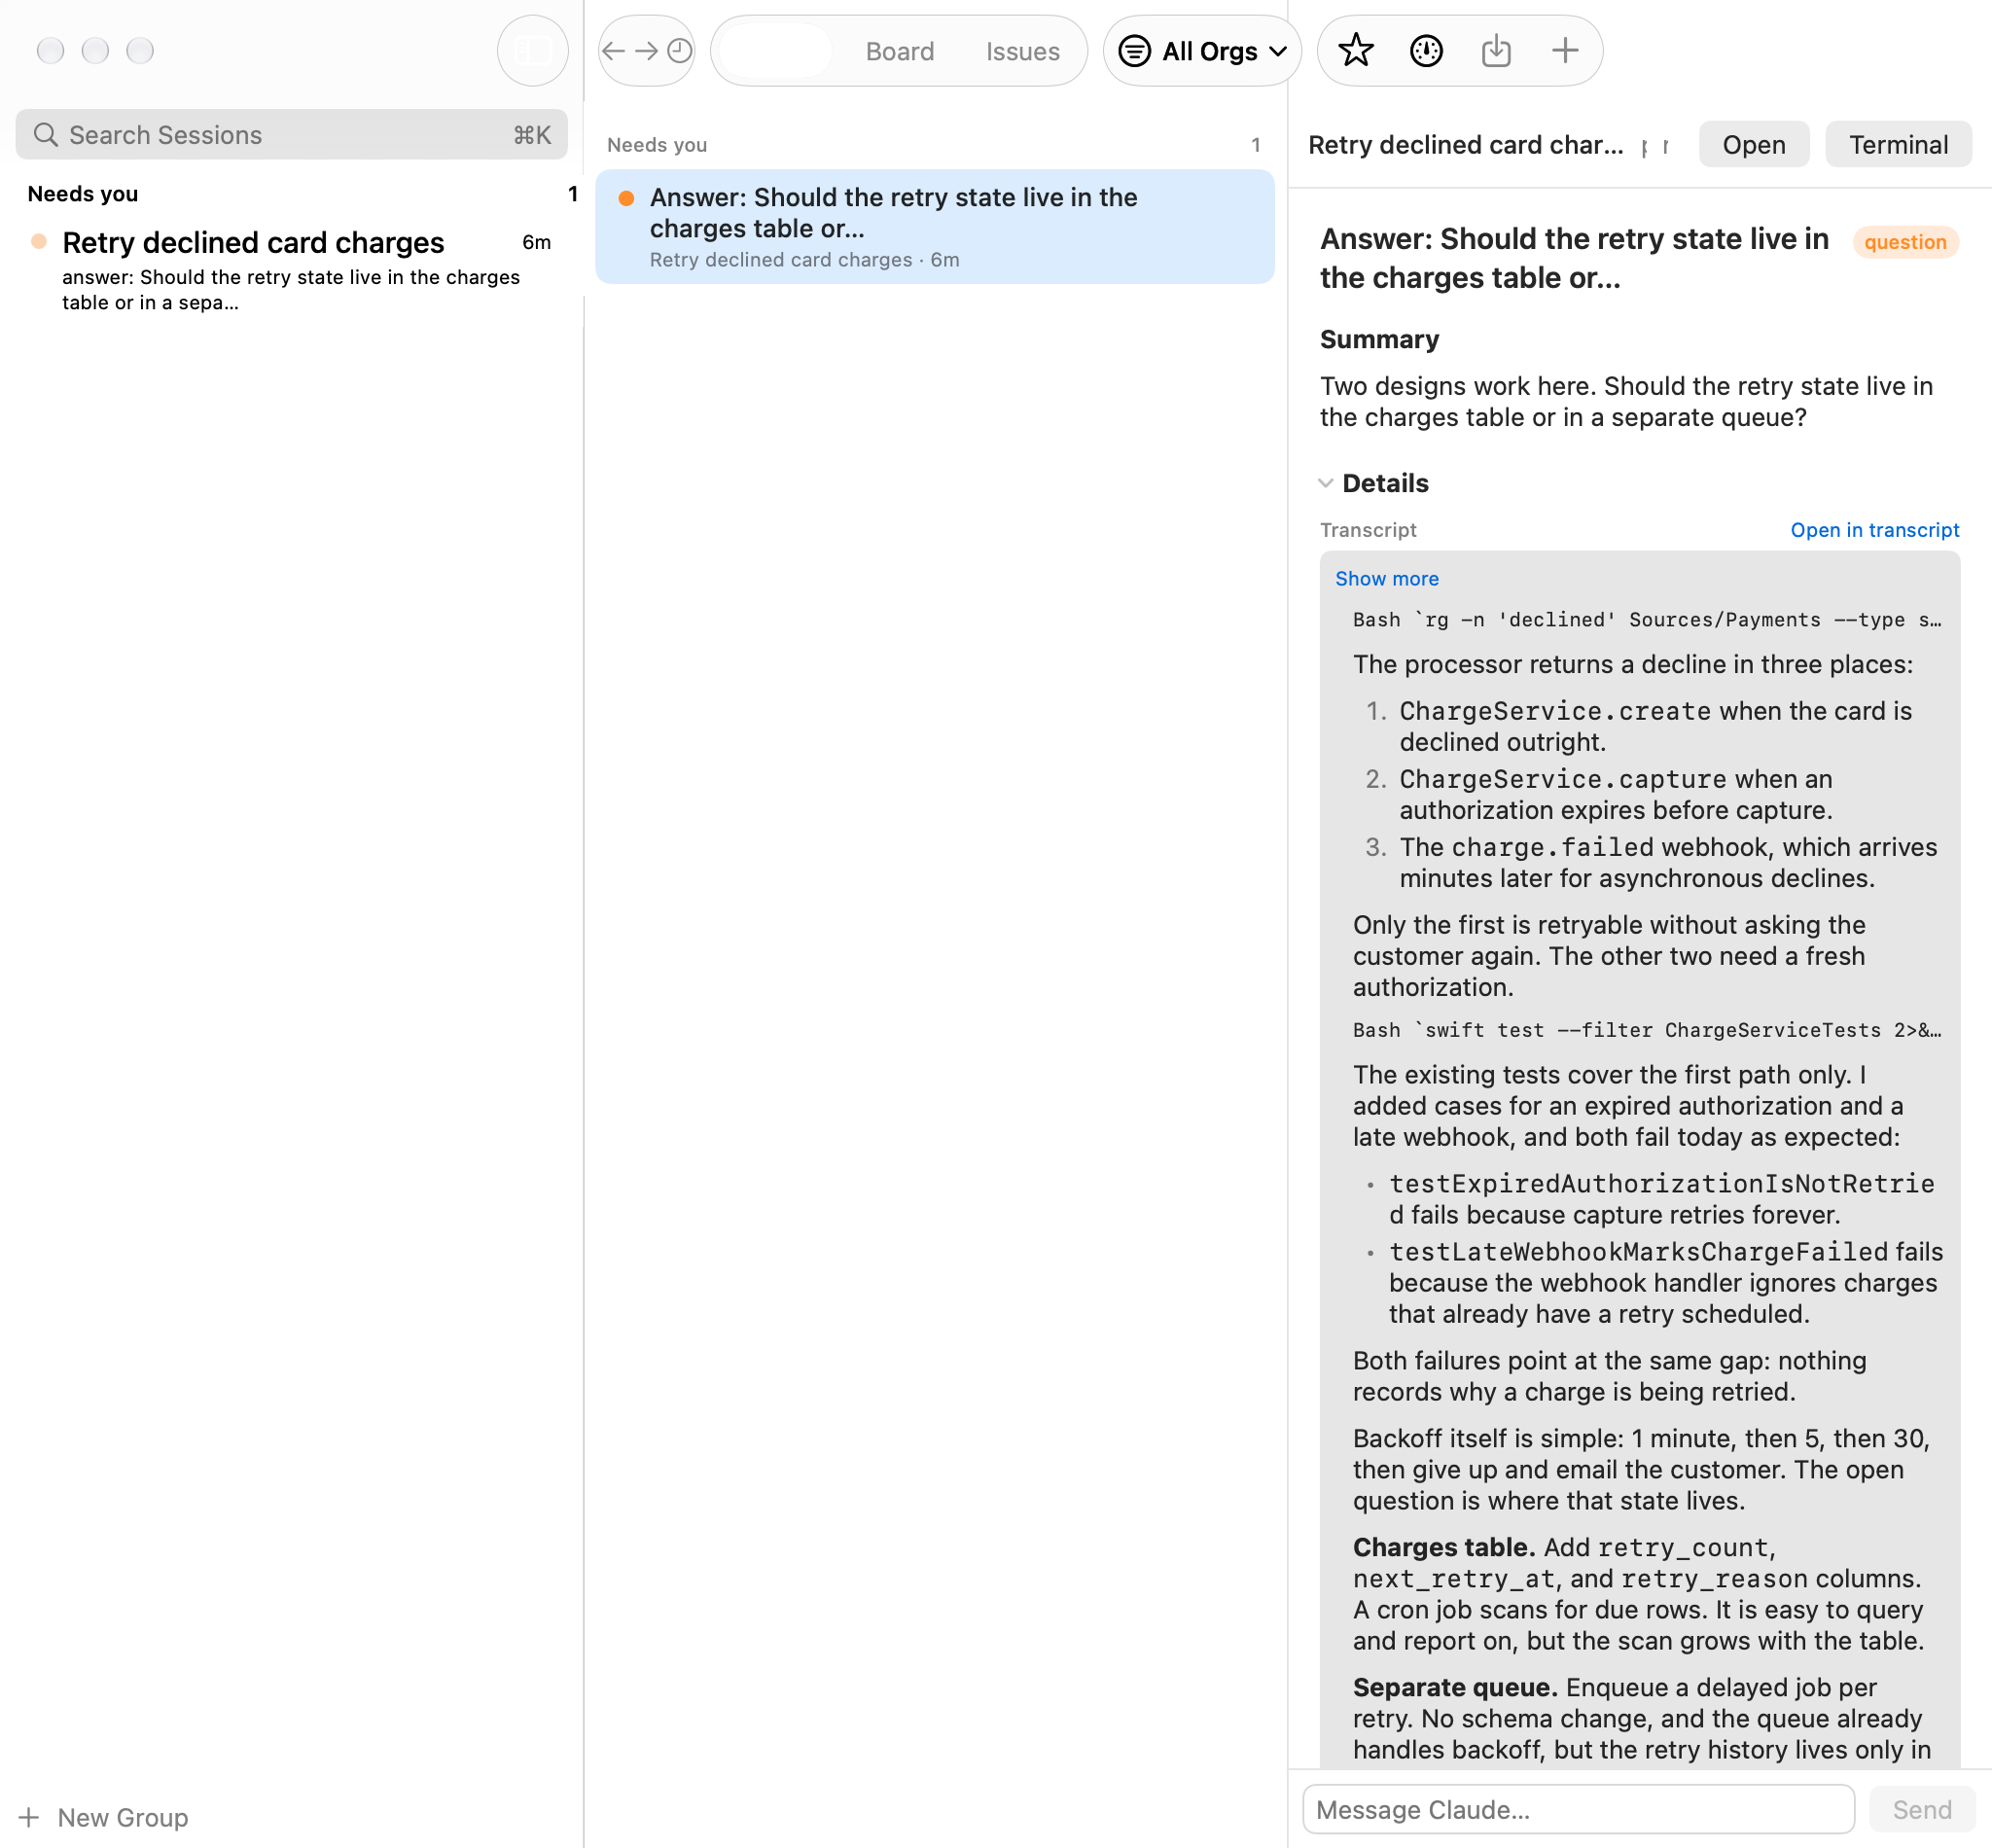 Board
Issues
All Orgs
Search Sessions
⌘K
Needs you
1
Retry declined card charges
6m
answer: Should the retry state live in the charges
table or in a sepa...
New Group
Needs you
1
Answer: Should the retry state live in the
charges table or...
Retry declined card charges · 6m
Retry declined card char...
Open
Terminal
Answer: Should the retry state live in
the charges table or...
question
Summary
Two designs work here. Should the retry state live in
the charges table or in a separate queue?
Details
Transcript
Open in transcript
Show more
Bash `rg -n 'declined' Sources/Payments --type s...
The processor returns a decline in three places:
1. ChargeService.create when the card is
declined outright.
2. ChargeService.capture when an
authorization expires before capture.
3. The charge.failed webhook, which arrives
minutes later for asynchronous declines.
Only the first is retryable without asking the
customer again. The other two need a fresh
authorization.
Bash `swift test --filter ChargeServiceTests 2>&...
The existing tests cover the first path only. I
added cases for an expired authorization and a
late webhook, and both fail today as expected:
• testExpiredAuthorizationIsNotRetrie
d fails because capture retries forever.
• testLateWebhookMarksChargeFailed fails
because the webhook handler ignores charges
that already have a retry scheduled.
Both failures point at the same gap: nothing
records why a charge is being retried.
Backoff itself is simple: 1 minute, then 5, then 30,
then give up and email the customer. The open
question is where that state lives.
Charges table. Add retry_count,
next_retry_at, and retry_reason columns.
A cron job scans for due rows. It is easy to query
and report on, but the scan grows with the table.
Separate queue. Enqueue a delayed job per
retry. No schema change, and the queue already
handles backoff, but the retry history lives only in
Message Claude...
Send